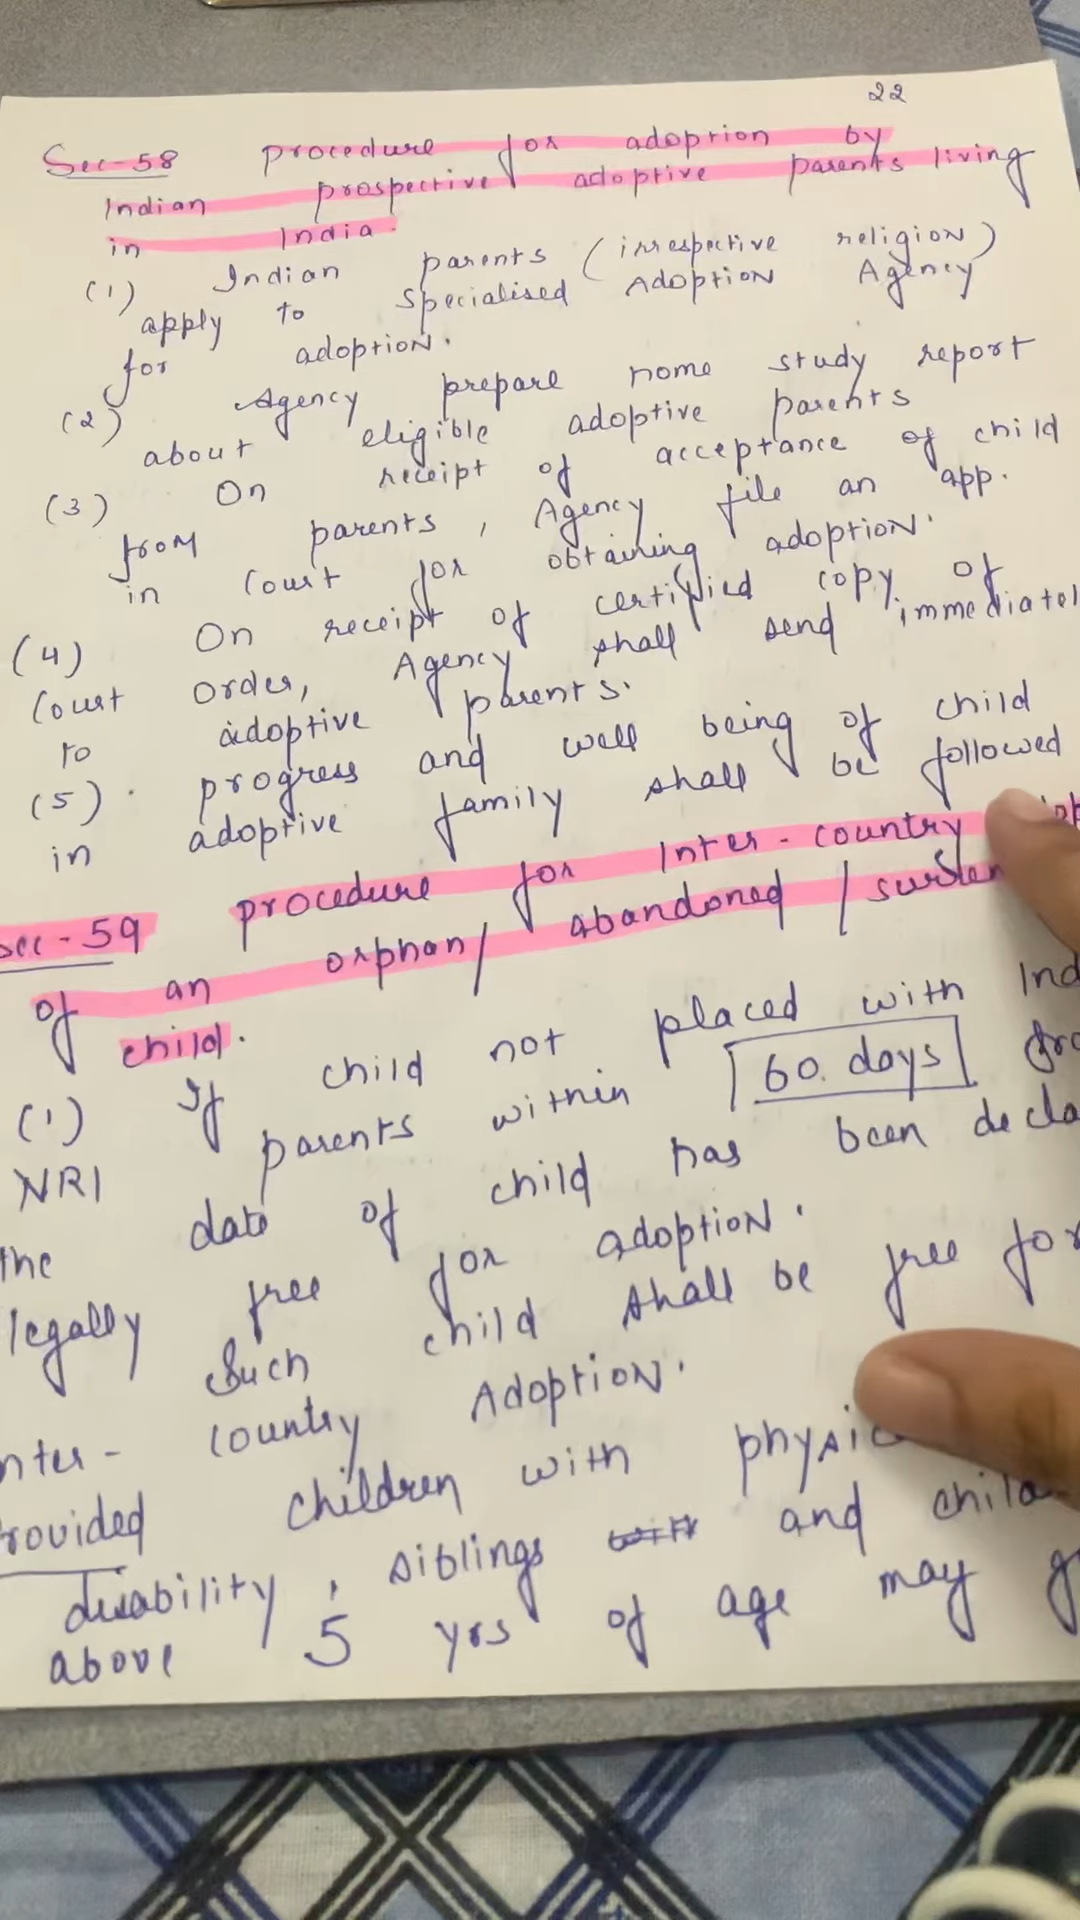 22
Sec-58 procedure for adoption by
Indian prospective adoptive parents living
in India.
(1) Indian parents (irrespective religion)
apply to specialised Adoption Agency
for adoption.
(2) Agency prepare home study report
about eligible adoptive parents
(3) On receipt of acceptance of child
from parents, Agency file an app.
in Court for obtaining adoption.
(4) On receipt of certified copy of
Court order, Agency shall send immediatel
to adoptive parents.
(5) progress and well being of child
in adoptive family shall be followed
sec-59 procedure for Inter-country
of an orphan/ abandoned/
child.
(1) If child not placed with Ind
NRI parents within 60 days
the date of child has been decla
legally free for adoption.
Such child shall be free for
nter- country Adoption.
rovided children with physic
disability, siblings and
above 5 yrs of age may